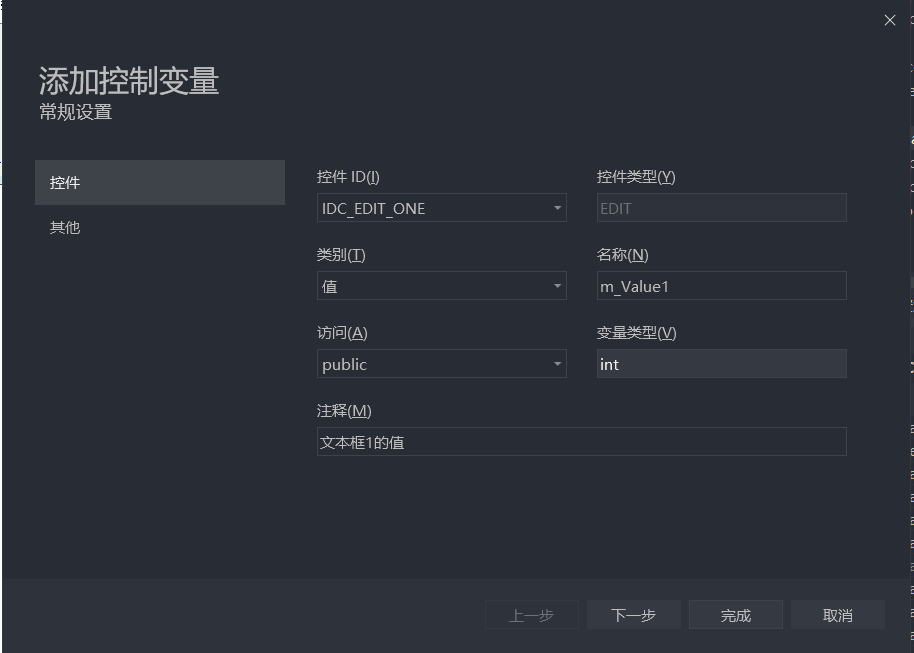 添加控制变量
常规设置
控件
其他
控件 ID(I)
控件类型(Y)
IDC_EDIT_ONE
EDIT
类别(T)
名称(N)
值
m_Value1
访问(A)
变量类型(V)
public
int
注释(M)
文本框1的值
上一步
下一步
完成
取消